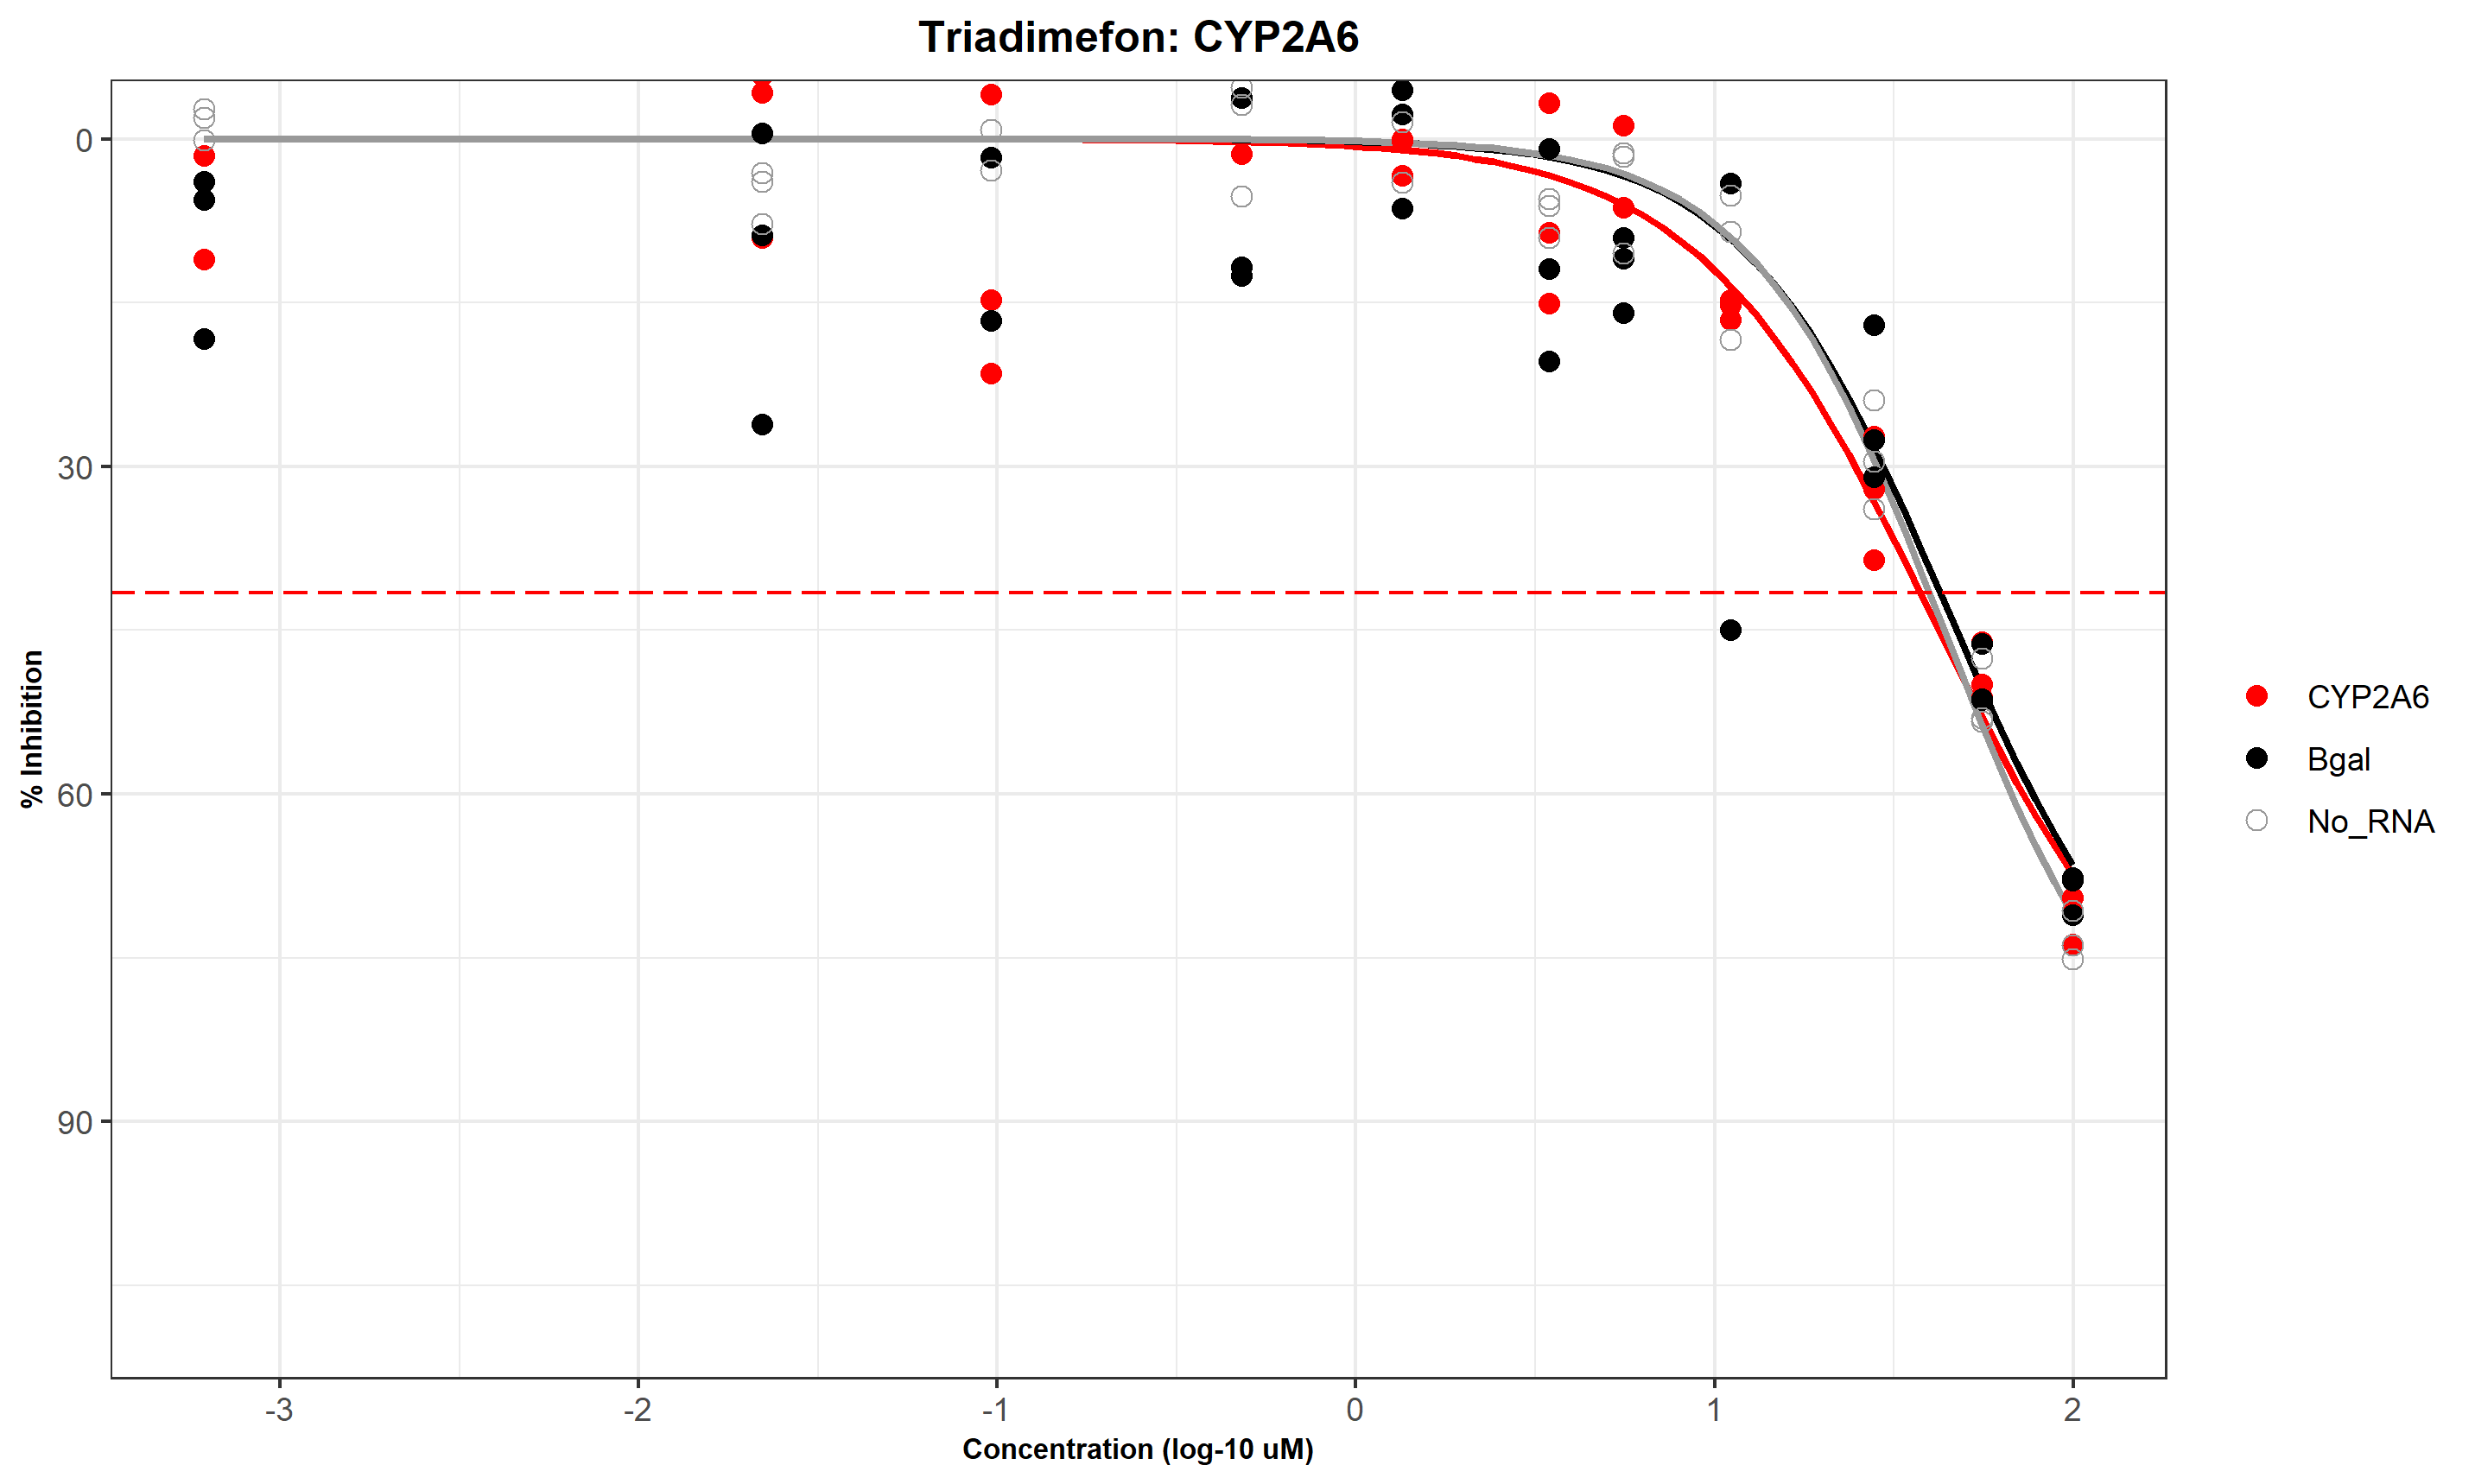 Triadimefon: CYP2A6
0
30
60
90
% Inhibition
-3
-2
-1
0
1
2
Concentration (log-10 uM)
CYP2A6
Bgal
No_RNA